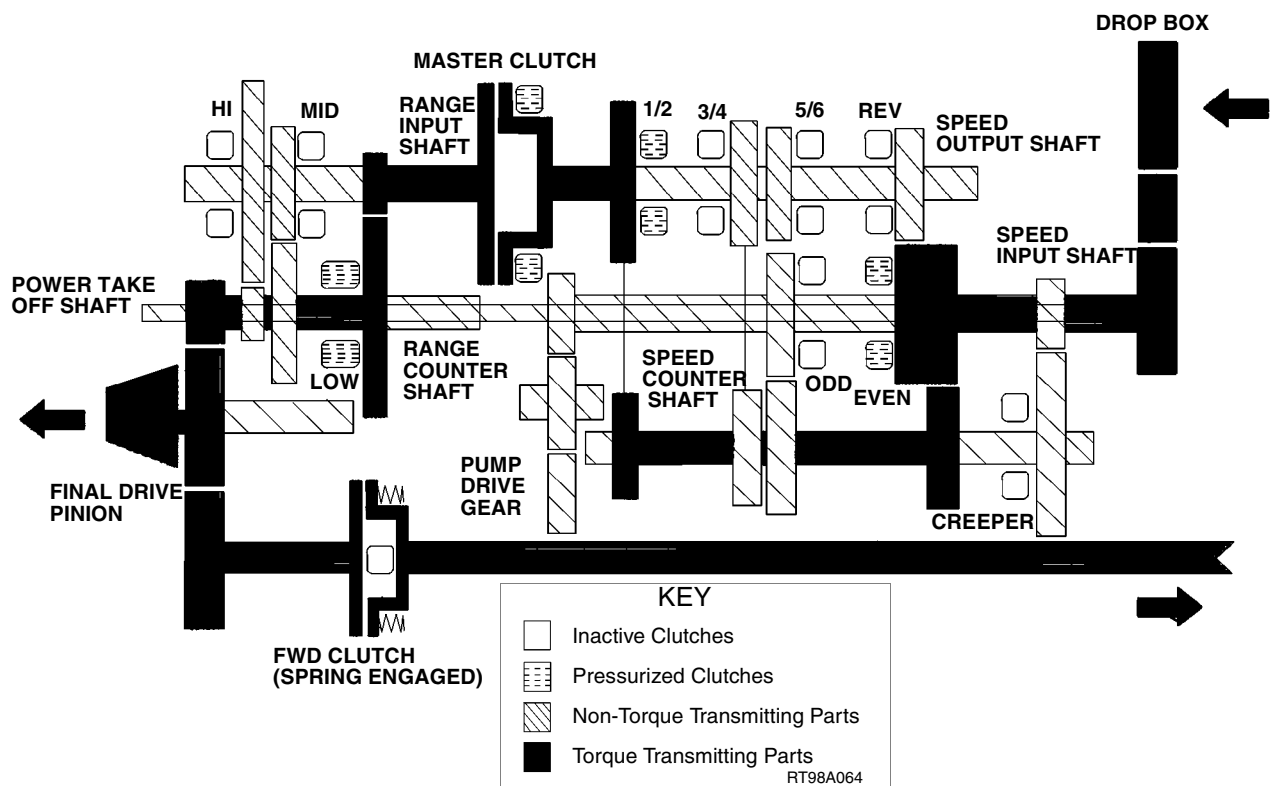 DROP BOX
MASTER CLUTCH
HI
MID
RANGE
INPUT
SHAFT
1/2
3/4
5/6
REV
SPEED
OUTPUT SHAFT
SPEED
INPUT SHAFT
POWER TAKE
OFF SHAFT
LOW
RANGE
COUNTER
SHAFT
SPEED
COUNTER
SHAFT
ODD
EVEN
FINAL DRIVE
PINION
PUMP
DRIVE
GEAR
CREEPER
FWD CLUTCH
(SPRING ENGAGED)
KEY
Inactive Clutches
Pressurized Clutches
Non-Torque Transmitting Parts
Torque Transmitting Parts
RT98A064